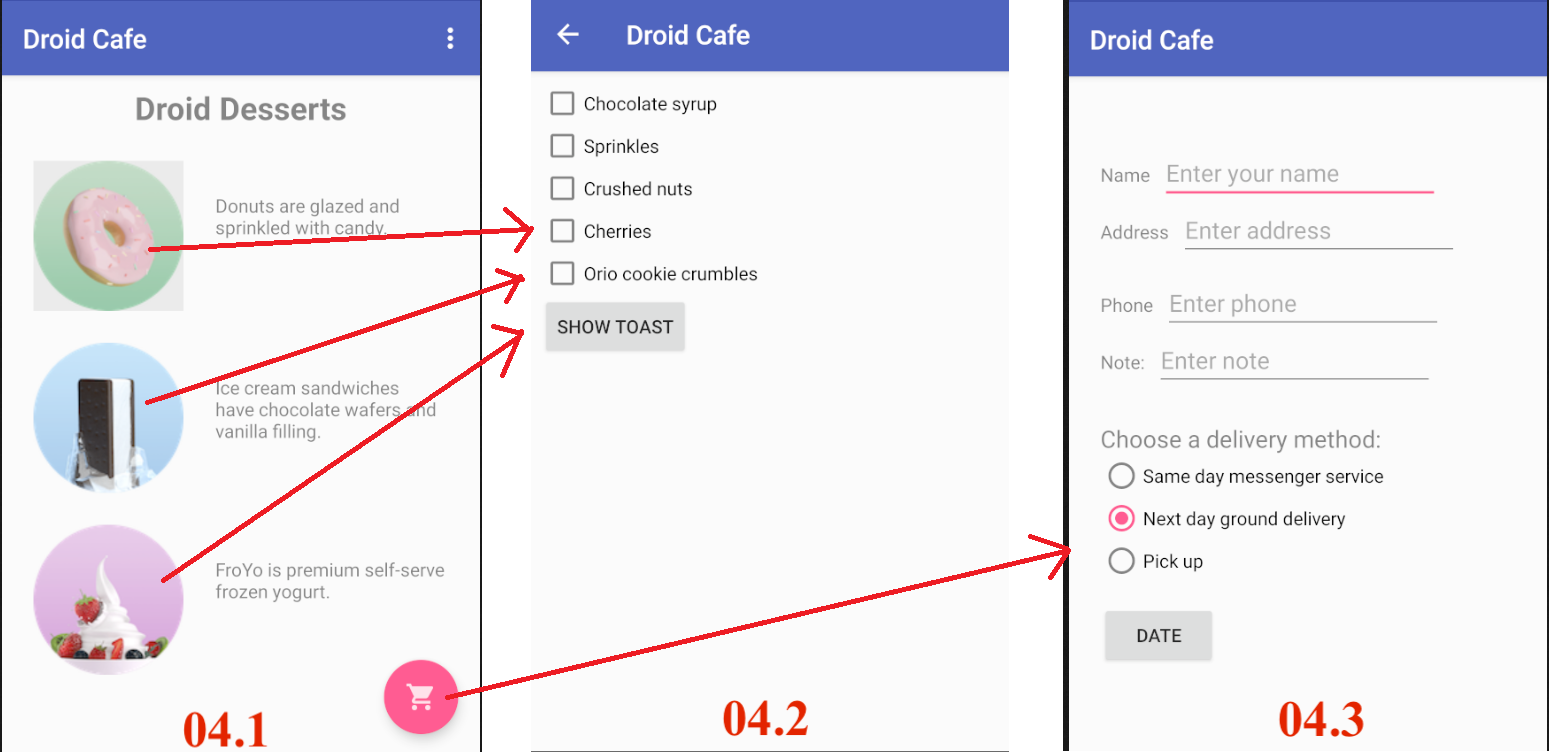 Droid Cafe
Droid Desserts
Donuts are glazed and
sprinkled with candy.
Ice cream sandwiches
have chocolate wafers and
vanilla filling.
FroYo is premium self-serve
frozen yogurt.
04.1
Droid Cafe
Chocolate syrup
Sprinkles
Crushed nuts
Cherries
Orio cookie crumbles
SHOW TOAST
04.2
Droid Cafe
Name Enter your name
Address Enter address
Phone Enter phone
Note: Enter note
Choose a delivery method:
Same day messenger service
Next day ground delivery
Pick up
DATE
04.3